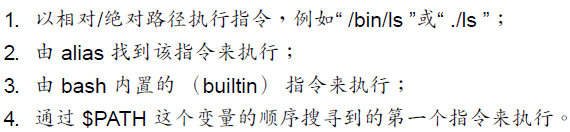 1. 以相对/绝对路径执行指令，例如“ /bin/ls ”或“ ./ls ”；
2. 由 alias 找到该指令来执行；
3. 由 bash 内置的 （builtin） 指令来执行；
4. 通过 $PATH 这个变量的顺序搜寻到的第一个指令来执行。